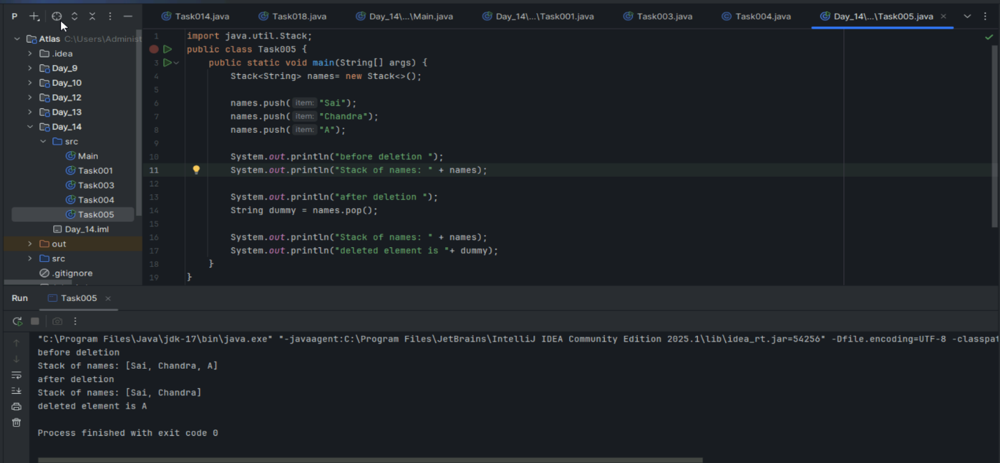 P
Task014.java Task018.java Day_14\...\Main.java Day_14\...\Task001.java Task003.java Task004.java Day_14\...\Task005.java
Atlas C:\Users\Administ
.idea
Day_9
Day_10
Day_12
Day_13
Day_14
src
Main
Task001
Task003
Task004
Task005
Day_14.iml
out
src
.gitignore
1 import java.util.Stack;
public class Task005 {
3 public static void main(String[] args) {
4 Stack<String> names= new Stack<>();
5
6 names.push( item: "Sai");
7 names.push( item: "Chandra");
8 names.push( item: "A");
9
10 System.out.println("before deletion ");
11 System.out.println("Stack of names: " + names);
12
13 System.out.println("after deletion ");
14 String dummy = names.pop();
15
16 System.out.println("Stack of names: " + names);
17 System.out.println("deleted element is "+ dummy);
18 }
19 }
Run Task005
"C:\Program Files\Java\jdk-17\bin\java.exe" "-javaagent:C:\Program Files\JetBrains\IntelliJ IDEA Community Edition 2025.1\lib\idea_rt.jar=54256" -Dfile.encoding=UTF-8 -classpat
before deletion
Stack of names: [Sai, Chandra, A]
after deletion
Stack of names: [Sai, Chandra]
deleted element is A
Process finished with exit code 0